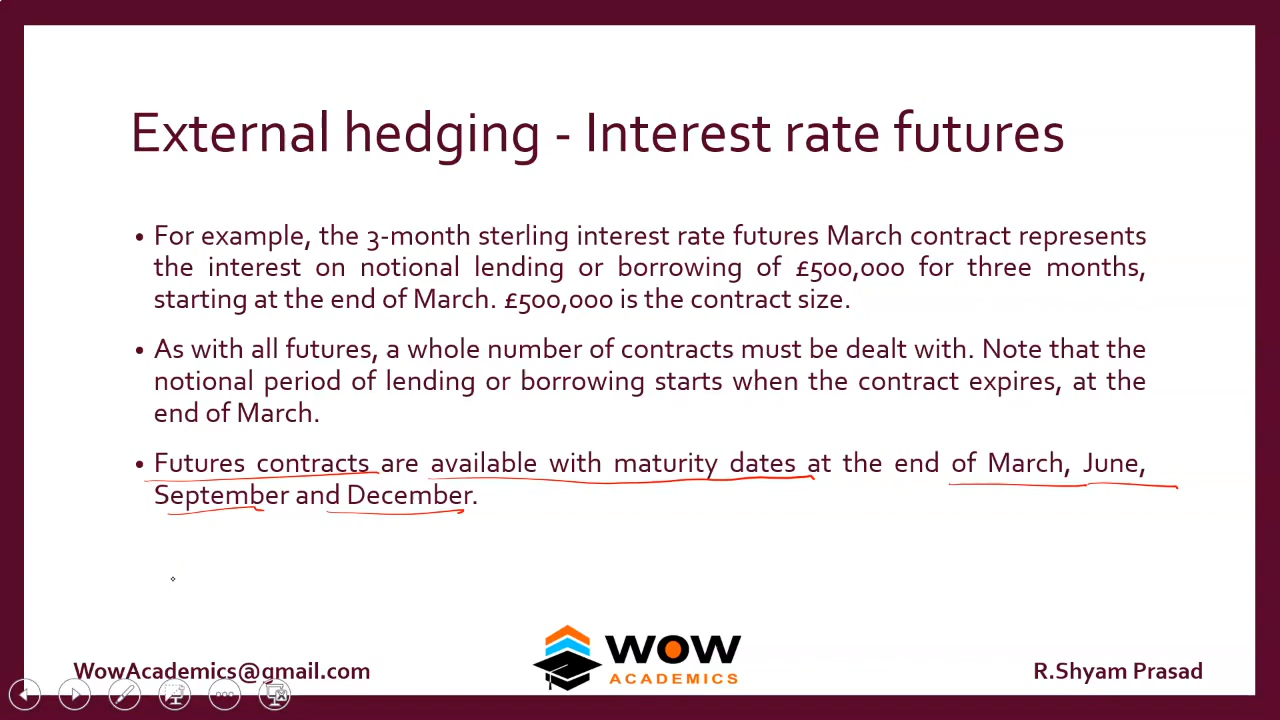 External hedging - Interest rate futures
• For example, the 3-month sterling interest rate futures March contract represents
the interest on notional lending or borrowing of £500,000 for three months,
starting at the end of March. £500,000 is the contract size.
• As with all futures, a whole number of contracts must be dealt with. Note that the
notional period of lending or borrowing starts when the contract expires, at the
end of March.
• Futures contracts are available with maturity dates at the end of March, June,
September and December.
WOW
ACADEMICS
WowAcademics@gmail.com
R.Shyam Prasad